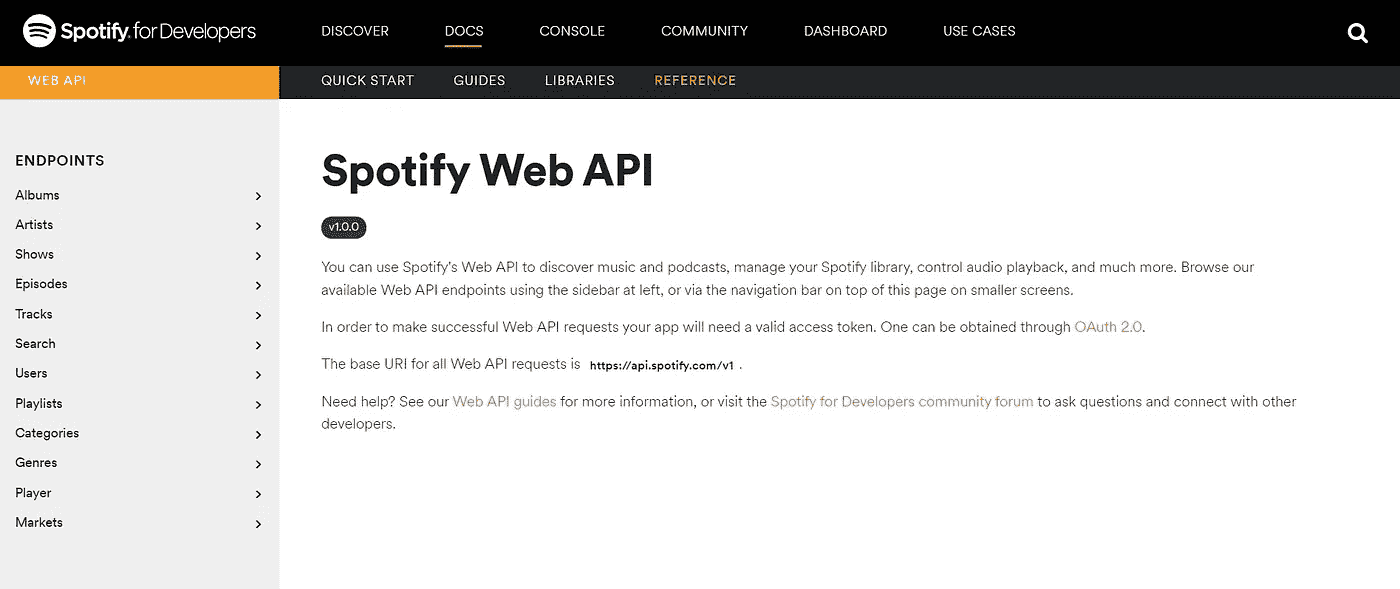 Spotify for Developers
DISCOVER DOCS CONSOLE COMMUNITY DASHBOARD USE CASES
WEB API
QUICK START GUIDES LIBRARIES REFERENCE
ENDPOINTS
Albums
Artists
Shows
Episodes
Tracks
Search
Users
Playlists
Categories
Genres
Player
Markets
Spotify Web API
v1.0.0
You can use Spotify's Web API to discover music and podcasts, manage your Spotify library, control audio playback, and much more. Browse our
available Web API endpoints using the sidebar at left, or via the navigation bar on top of this page on smaller screens.
In order to make successful Web API requests your app will need a valid access token. One can be obtained through OAuth 2.0.
The base URI for all Web API requests is https://api.spotify.com/v1 .
Need help? See our Web API guides for more information, or visit the Spotify for Developers community forum to ask questions and connect with other
developers.